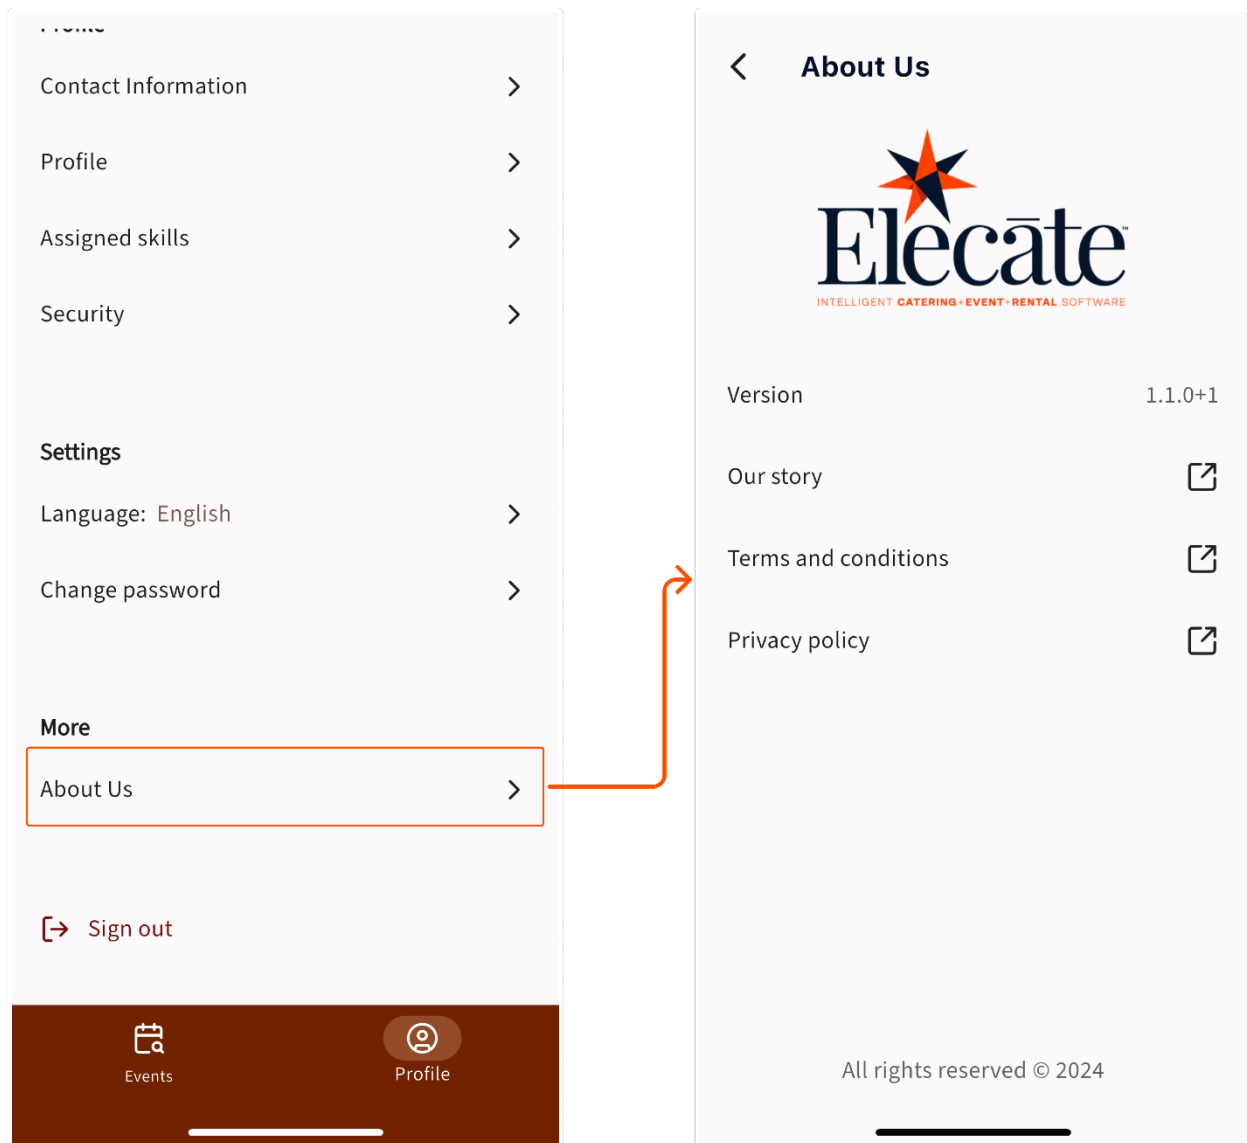 Profile
Contact Information
Profile
Assigned skills
Security
Settings
Language: English
Change password
More
About Us
Sign out
Events
Profile
About Us
Elecāte™
INTELLIGENT CATERING+EVENT+RENTAL SOFTWARE
Version 1.1.0+1
Our story
Terms and conditions
Privacy policy
All rights reserved © 2024